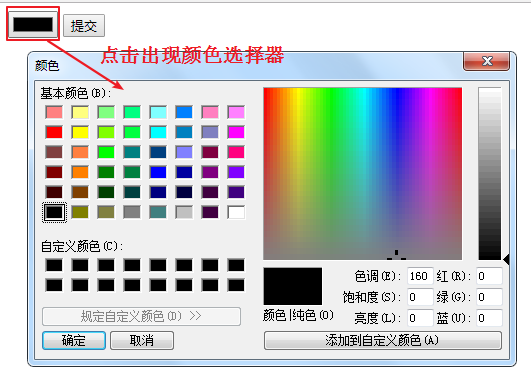 提交
点击出现颜色选择器
颜色
基本颜色(B):
自定义颜色(C):
规定自定义颜色(D) >>
确定
取消
颜色|纯色(O)
色调(E): 160 红(R): 0
饱和度(S): 0 绿(G): 0
亮度(L): 0 蓝(U): 0
添加到自定义颜色(A)